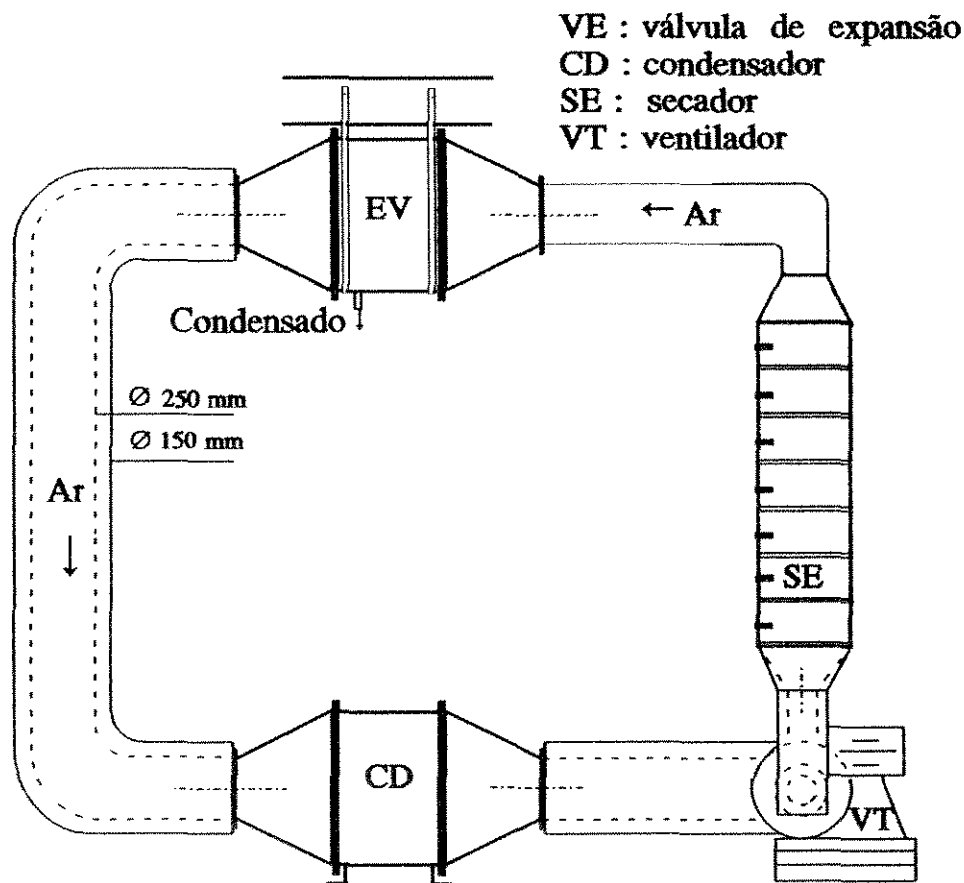 VE : válvula de expansão
CD : condensador
SE : secador
VT : ventilador
EV
← Ar
Condensado
Ø 250 mm
Ø 150 mm
Ar
SE
CD
VT